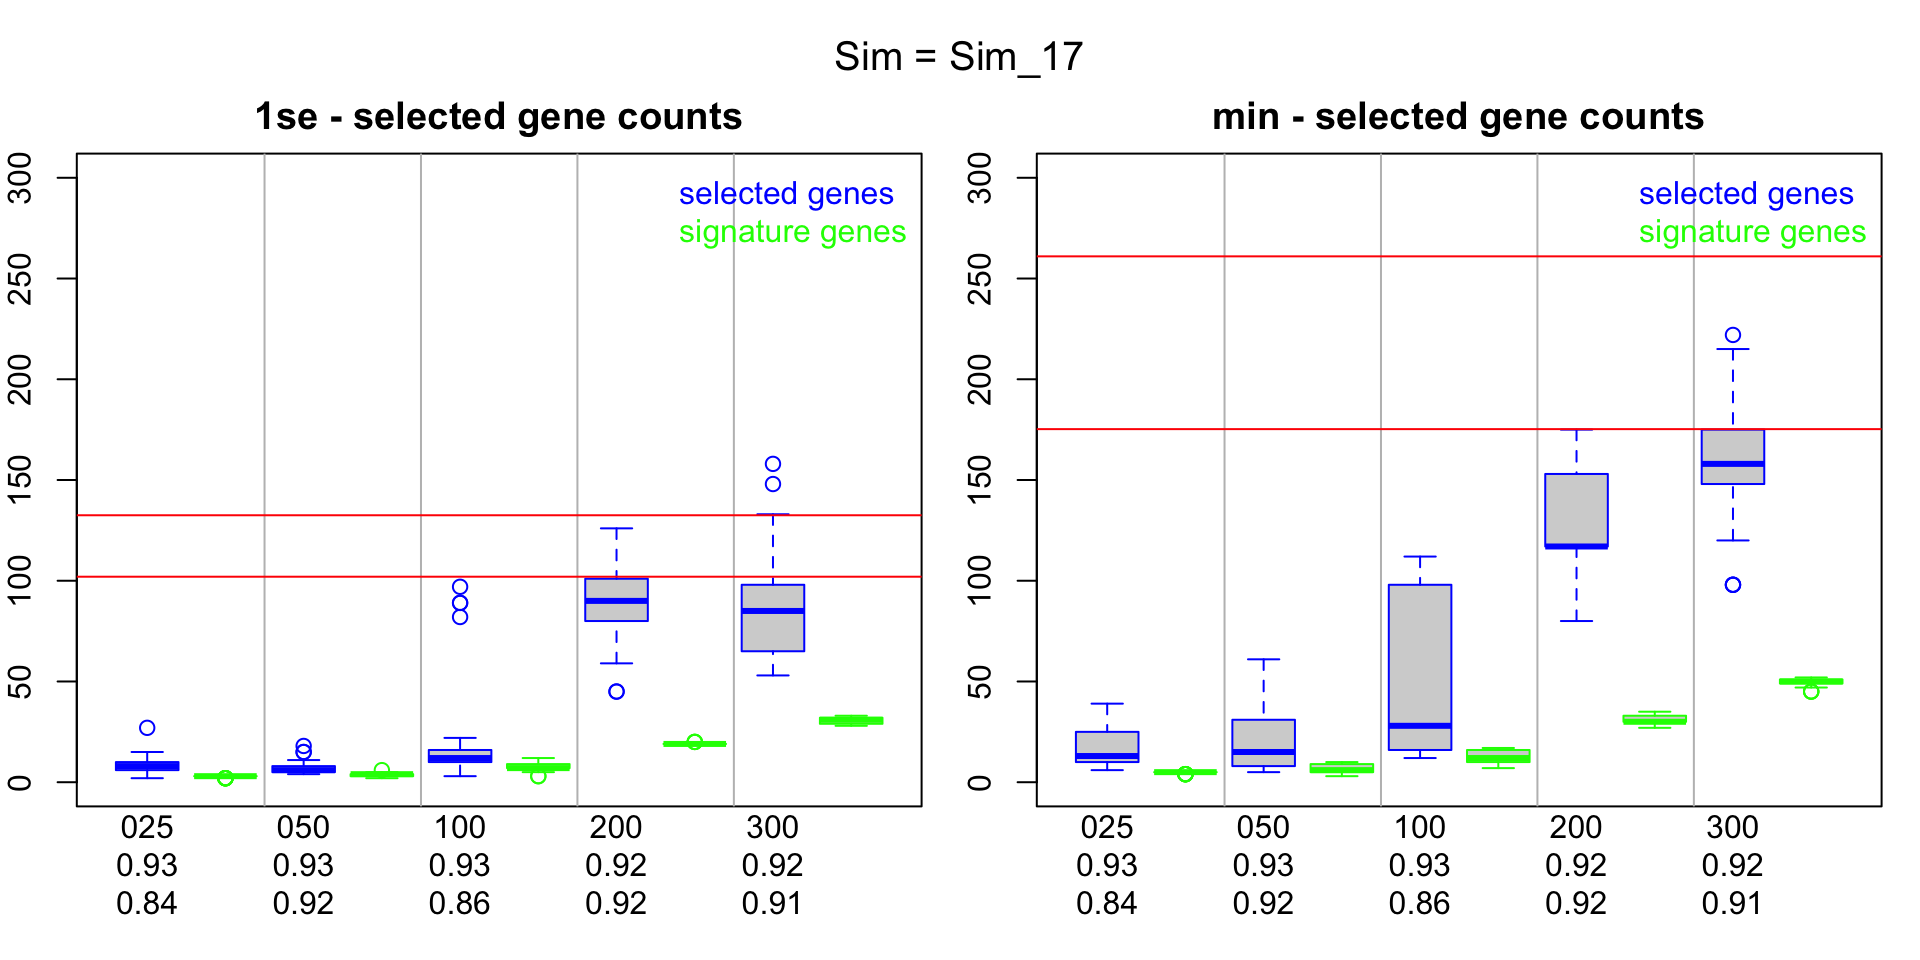 Sim = Sim_17
1se - selected gene counts
300
250
200
150
100
50
0
selected genes
signature genes
025 050 100 200 300
0.93 0.93 0.93 0.92 0.92
0.84 0.92 0.86 0.92 0.91
min - selected gene counts
300
250
200
150
100
50
0
selected genes
signature genes
025 050 100 200 300
0.93 0.93 0.93 0.92 0.92
0.84 0.92 0.86 0.92 0.91